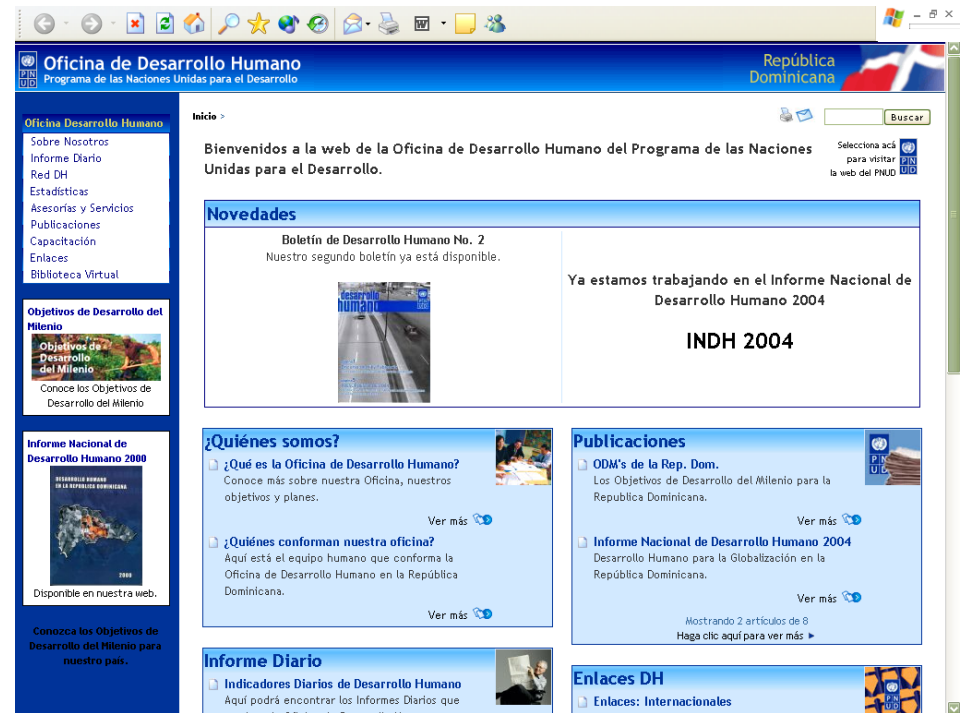 Oficina de Desarrollo Humano
Programa de las Naciones Unidas para el Desarrollo
República
Dominicana
Oficina Desarrollo Humano
Sobre Nosotros
Informe Diario
Red DH
Estadísticas
Asesorías y Servicios
Publicaciones
Capacitación
Enlaces
Biblioteca Virtual
Objetivos de Desarrollo del
Milenio
Objetivos de
Desarrollo
del Milenio
Conoce los Objetivos de
Desarrollo del Milenio
Informe Nacional de
Desarrollo Humano 2000
DESARROLLO HUMANO
EN LA REPUBLICA DOMINICANA
2000
Disponible en nuestra web.
Conozca los Objetivos de
Desarrollo del Milenio para
nuestro país.
Inicio >
Buscar
Bienvenidos a la web de la Oficina de Desarrollo Humano del Programa de las Naciones
Unidas para el Desarrollo.
Selecciona acá
para visitar
la web del PNUD
Novedades
Boletín de Desarrollo Humano No. 2
Nuestro segundo boletín ya está disponible.
desarrollo
humano
Ya estamos trabajando en el Informe Nacional de
Desarrollo Humano 2004
INDH 2004
¿Quiénes somos?
¿Qué es la Oficina de Desarrollo Humano?
Conoce más sobre nuestra Oficina, nuestros
objetivos y planes.
Ver más
¿Quiénes conforman nuestra oficina?
Aquí está el equipo humano que conforma la
Oficina de Desarrollo Humano en la República
Dominicana.
Ver más
Publicaciones
ODM's de la Rep. Dom.
Los Objetivos de Desarrollo del Milenio para la
Republica Dominicana.
Ver más
Informe Nacional de Desarrollo Humano 2004
Desarrollo Humano para la Globalización en la
República Dominicana.
Ver más
Mostrando 2 artículos de 8
Haga clic aquí para ver más
Informe Diario
Indicadores Diarios de Desarrollo Humano
Aquí podrá encontrar los Informes Diarios que
Enlaces DH
Enlaces: Internacionales